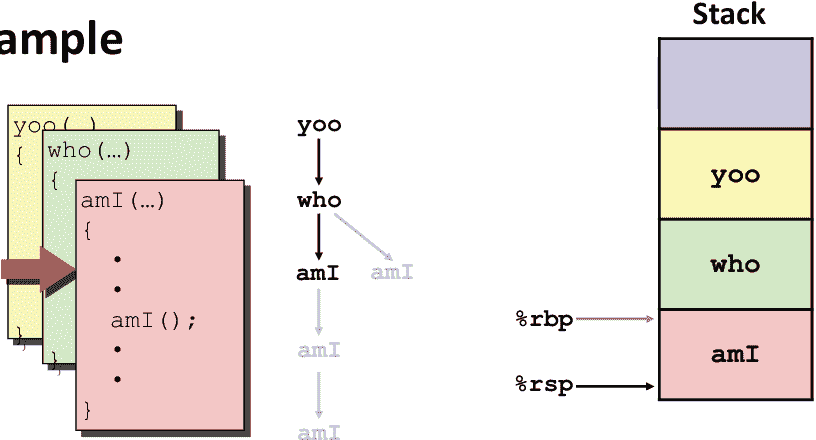 ample
yoo(…)
{
who(…)
{
amI(…)
{
•
•
amI();
•
•
}
}
}
yoo
who
amI
amI
amI
amI
Stack
yoo
who
%rbp
amI
%rsp